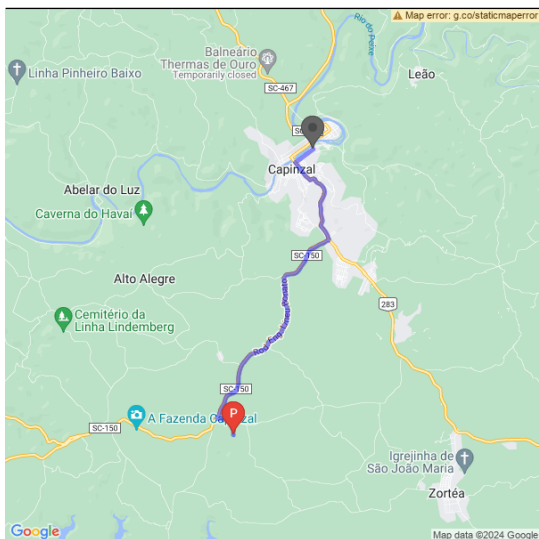 Map error: g.co/staticmaperror
Rio do Peixe
Balneário
Thermas de Ouro
Temporarily closed
Linha Pinheiro Baixo
Leão
SC-467
Capinzal
Abelar do Luz
Caverna do Havaí
SC-150
Alto Alegre
283
Cemitério da
Linha Lindemberg
SC-150
P
A Fazenda
SC-150
Igrejinha de
São João Maria
Zortéa
Google
Map data ©2024 Google